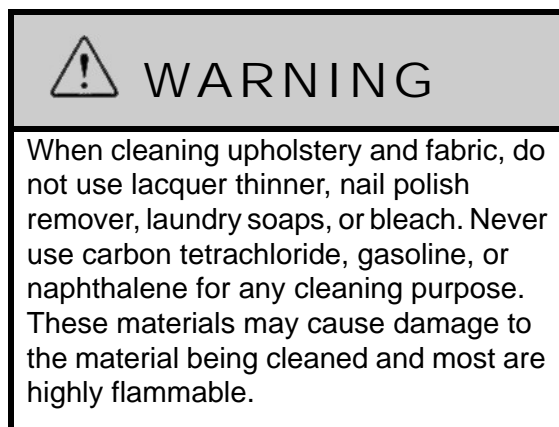 WARNING
When cleaning upholstery and fabric, do
not use lacquer thinner, nail polish
remover, laundry soaps, or bleach. Never
use carbon tetrachloride, gasoline, or
naphthalene for any cleaning purpose.
These materials may cause damage to
the material being cleaned and most are
highly flammable.